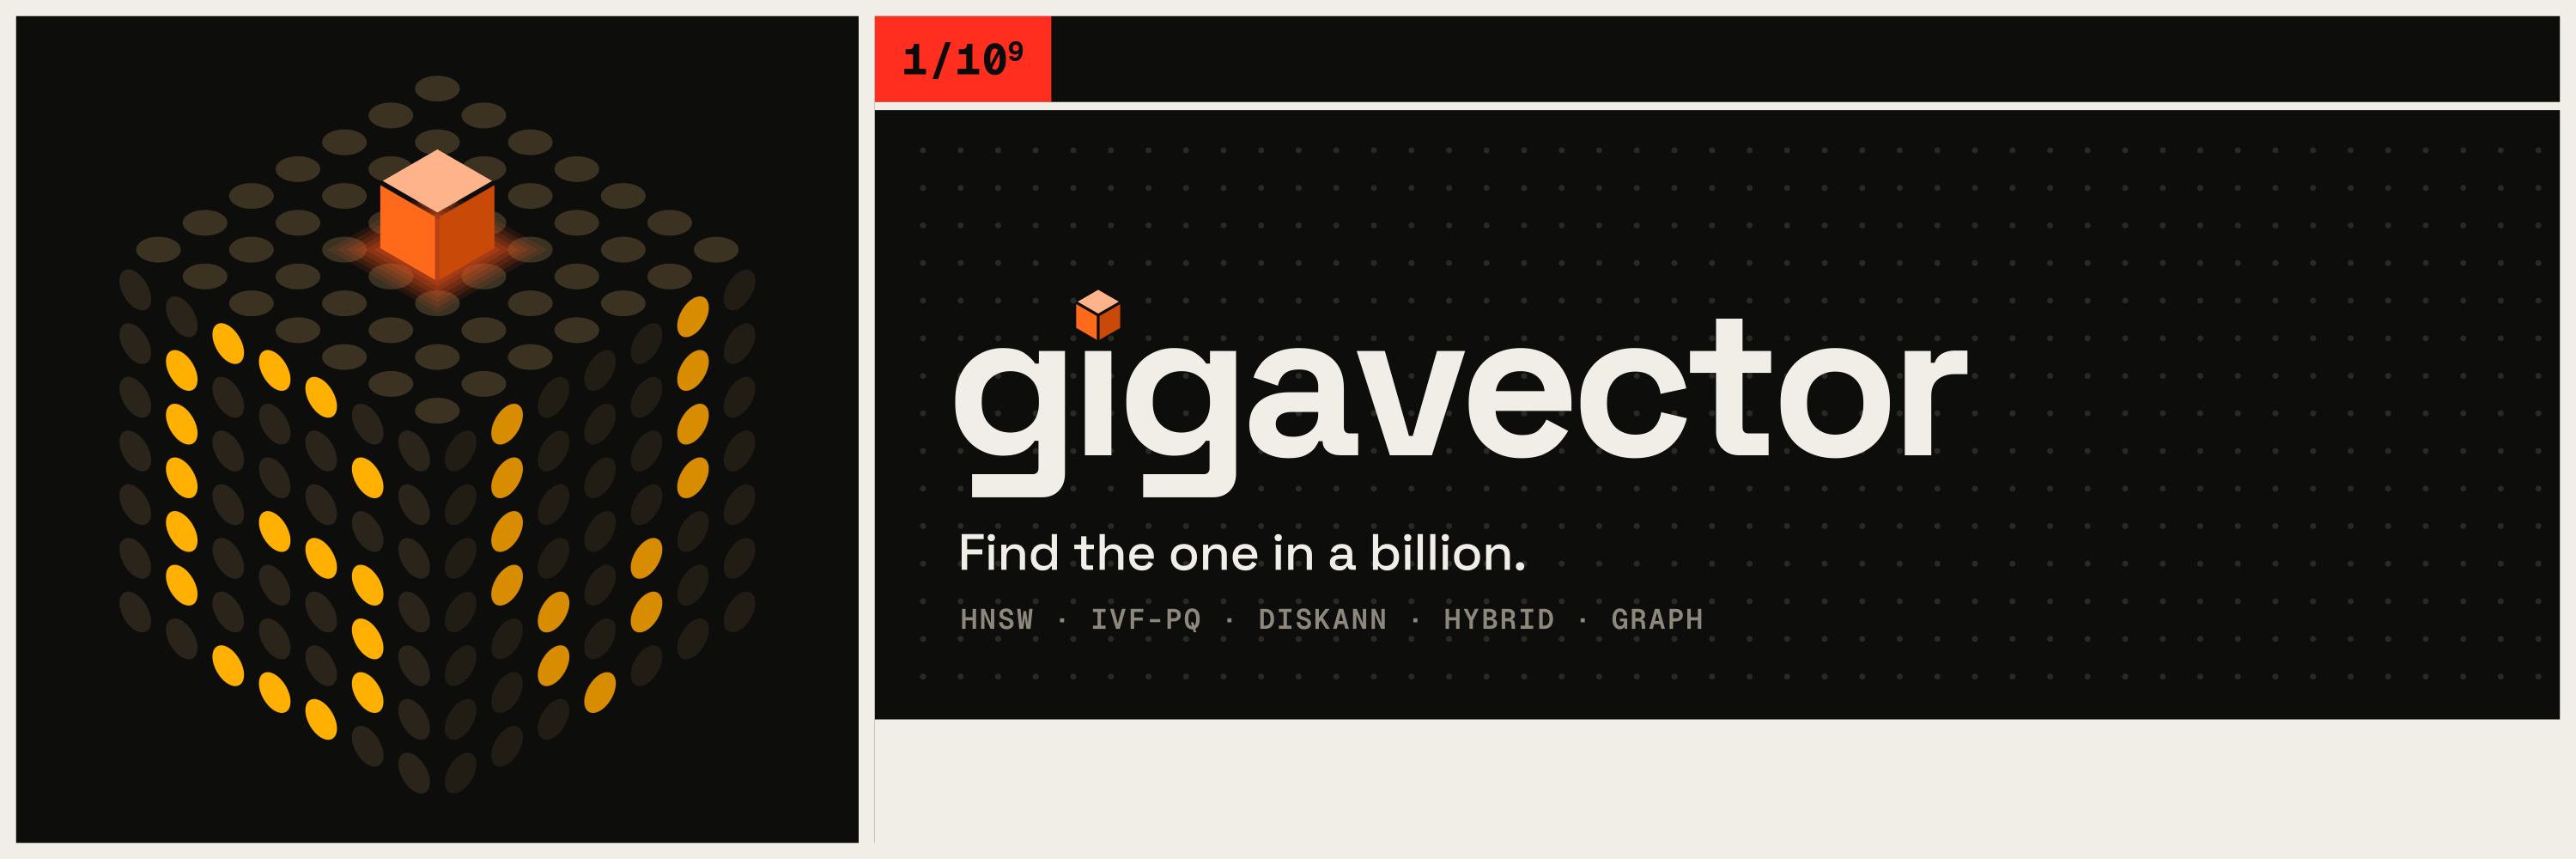 1/10⁹
gigavector
Find the one in a billion.
HNSW · IVF-PQ · DISKANN · HYBRID · GRAPH